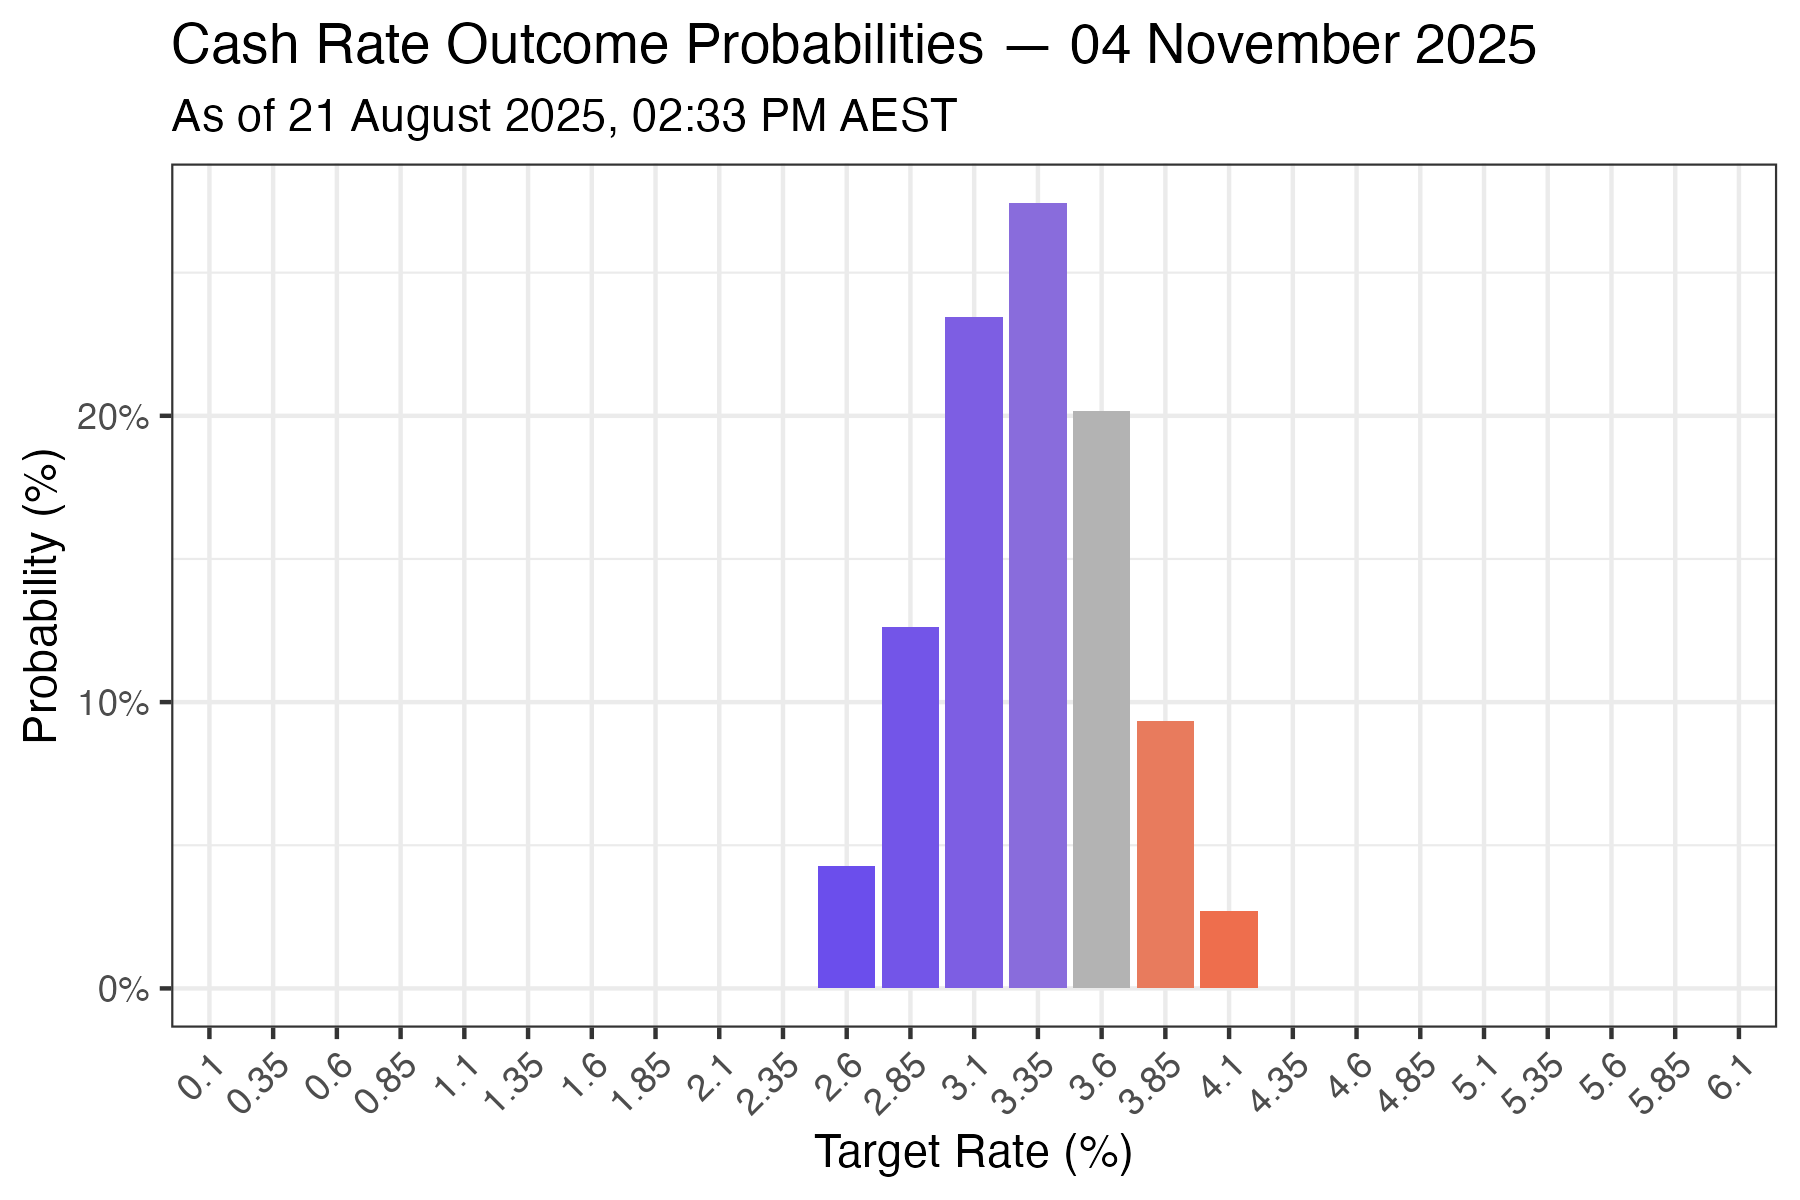 Cash Rate Outcome Probabilities — 04 November 2025
As of 21 August 2025, 02:33 PM AEST
Probability (%)
20%
10%
0%
0.1 0.35 0.6 0.85 1.1 1.35 1.6 1.85 2.1 2.35 2.6 2.85 3.1 3.35 3.6 3.85 4.1 4.35 4.6 4.85 5.1 5.35 5.6 5.85 6.1
Target Rate (%)